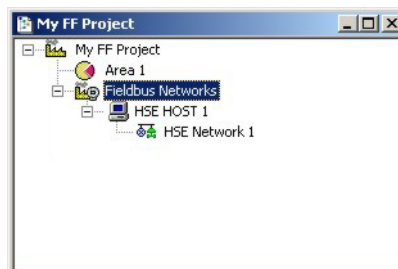 My FF Project
My FF Project
Area 1
Fieldbus Networks
HSE HOST 1
HSE Network 1